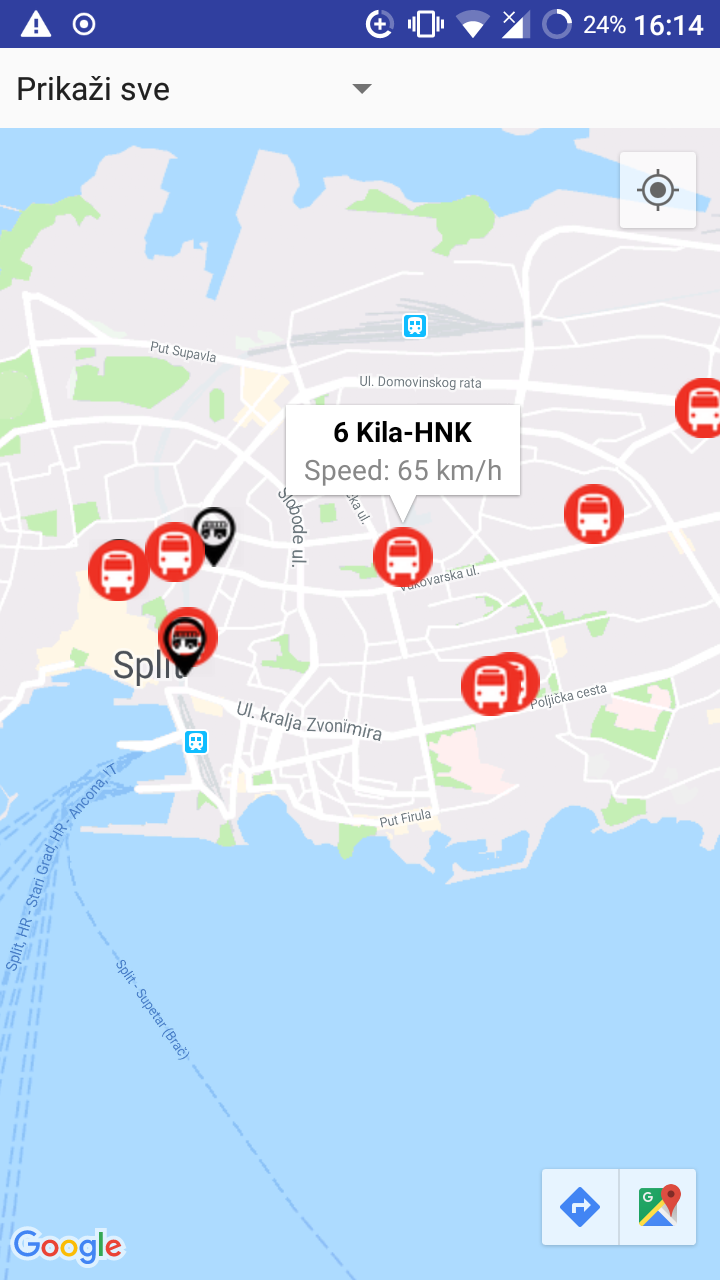 24% 16:14
Prikaži sve
Put Supavla
Ul. Domovinskog rata
6 Kila-HNK
Speed: 65 km/h
Slobode ul.
ska ul.
Vukovarska ul.
Split
Poljička cesta
Ul. kralja Zvonimira
Put Firula
Split, HR - Stari Grad, HR - Ancona, IT
Split - Supetar (Brač)
G
Google